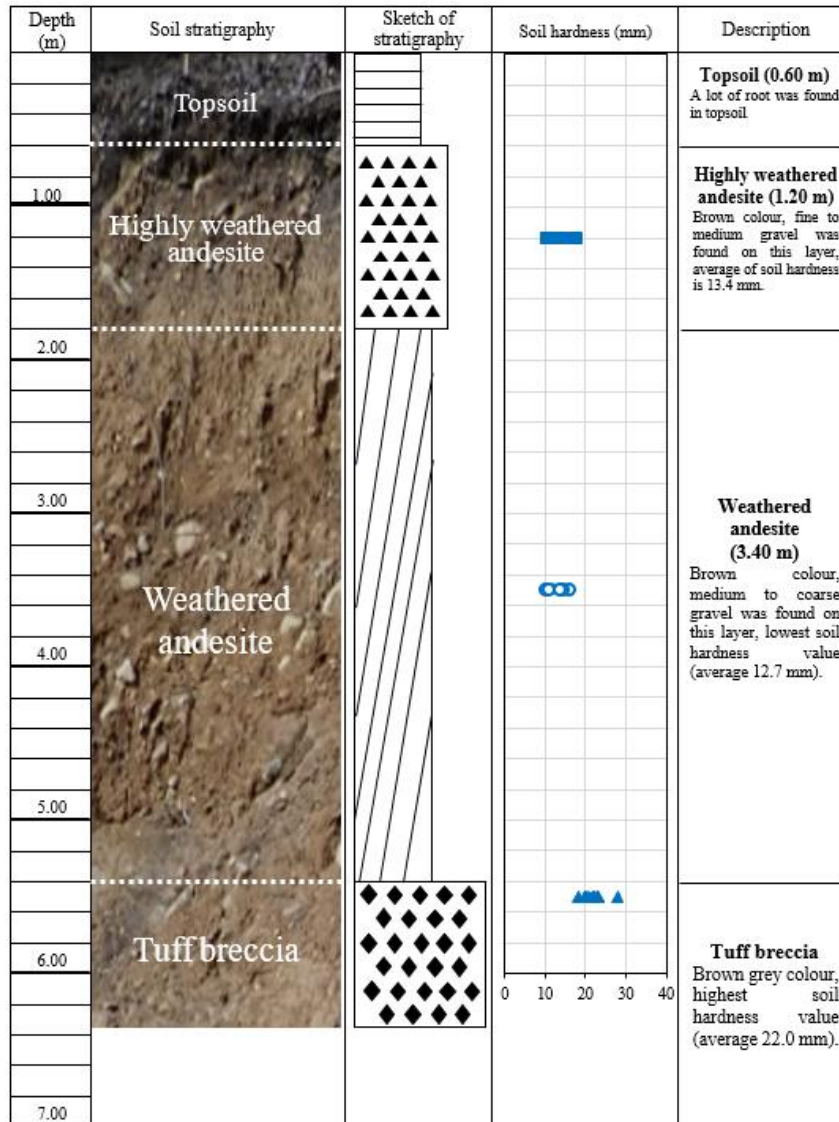 Depth
(m)
Soil stratigraphy
Sketch of
stratigraphy
Soil hardness (mm)
Description
1.00
2.00
3.00
4.00
5.00
6.00
7.00
Topsoil
Highly weathered
andesite
Weathered
andesite
Tuff breccia
0 10 20 30 40
Topsoil (0.60 m)
A lot of root was found
in topsoil
Highly weathered
andesite (1.20 m)
Brown colour, fine to
medium gravel was
found on this layer,
average of soil hardness
is 13.4 mm.
Weathered
andesite
(3.40 m)
Brown colour,
medium to coarse
gravel was found on
this layer, lowest soil
hardness value
(average 12.7 mm).
Tuff breccia
Brown grey colour,
highest soil
hardness value
(average 22.0 mm).